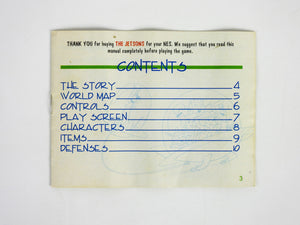 THANK YOU for buying THE JETSONS for your NES. We suggest that you read this
manual completely before playing the game.
CONTENTS
THE STORY 4
WORLD MAP 5
CONTROLS 6
PLAY SCREEN 7
CHARACTERS 8
ITEMS 9
DEFENSES 10
3